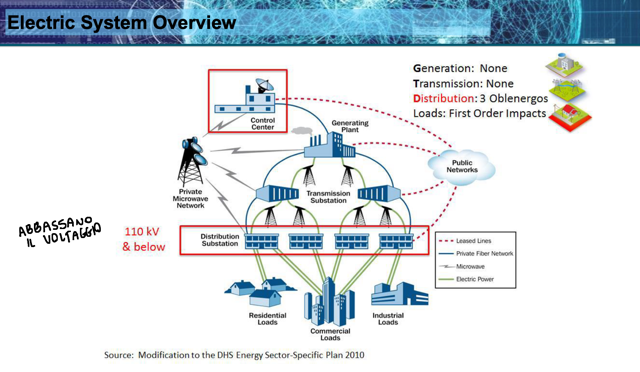 Electric System Overview
Generation: None
Transmission: None
Distribution: 3 Oblenergos
Loads: First Order Impacts
Control
Center
Generating
Plant
Public
Networks
Private
Microwave
Network
Transmission
Substation
ABBASSANO
IL VOLTAGGIO
110 kV
& below
Distribution
Substation
Leased Lines
Private Fiber Network
Microwave
Electric Power
Residential
Loads
Commercial
Loads
Industrial
Loads
Source: Modification to the DHS Energy Sector-Specific Plan 2010